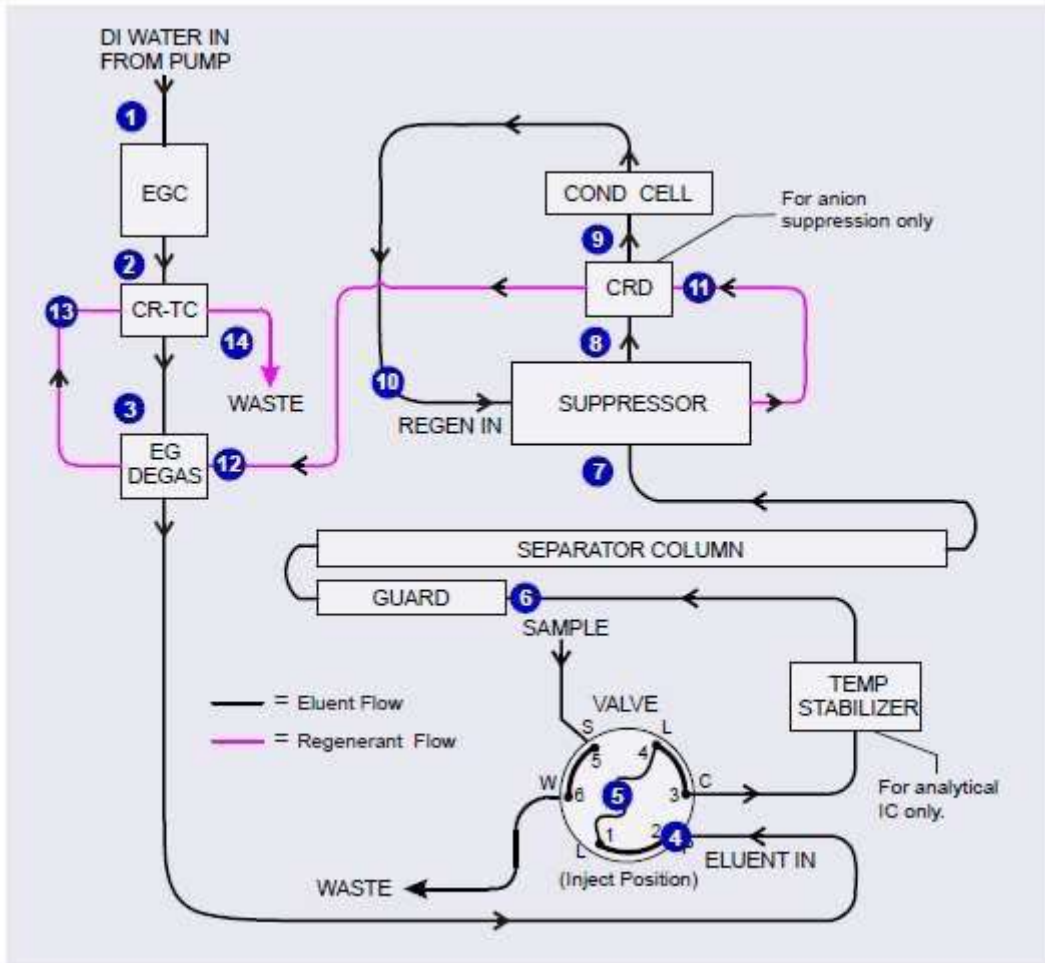 DI WATER IN
FROM PUMP
1
EGC
2
CR-TC
13
14
WASTE
3
EG
DEGAS
12
COND CELL
For anion
suppression only
9
CRD
11
8
10
SUPPRESSOR
REGEN IN
7
SEPARATOR COLUMN
GUARD
6
SAMPLE
TEMP
STABILIZER
= Eluent Flow
= Regenerant Flow
VALVE
S
L
5
4
W
6
5
3
C
1
2
4
L
P
ELUENT IN
(Inject Position)
For analytical
IC only.
WASTE